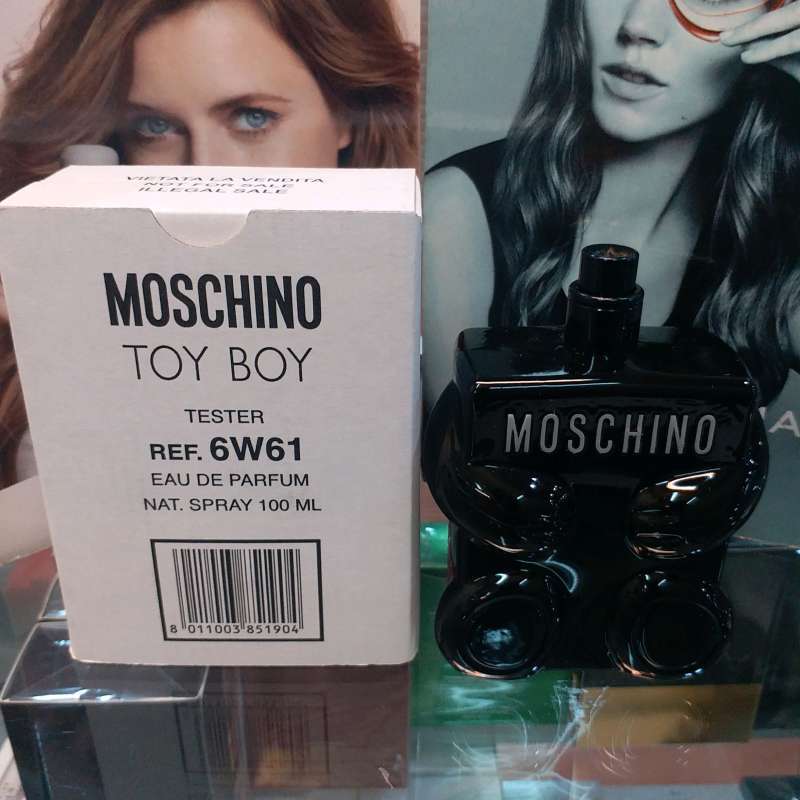 VIETATA LA VENDITA
NOT FOR SALE
ILLEGAL SALE
MOSCHINO
TOY BOY
TESTER
REF. 6W61
EAU DE PARFUM
NAT. SPRAY 100 ML
8 011003 851904
MOSCHINO